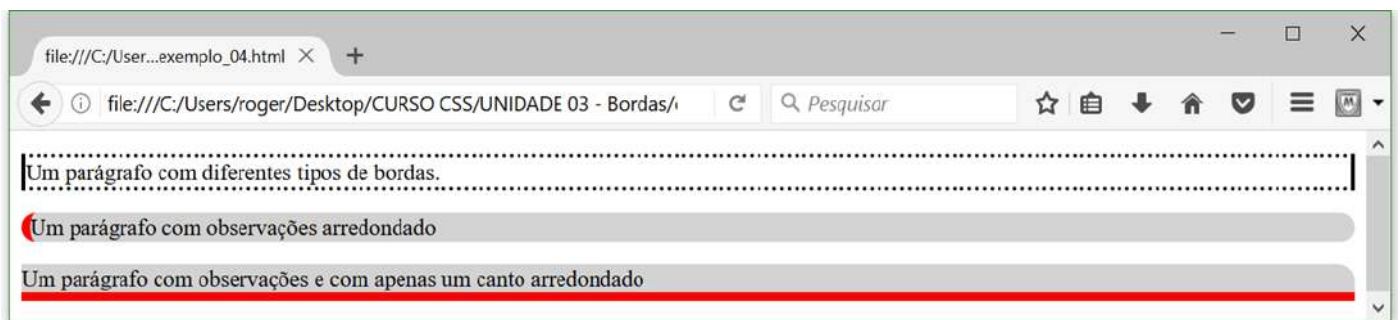 file:///C:/User...exemplo_04.html
file:///C:/Users/roger/Desktop/CURSO CSS/UNIDADE 03 - Bordas/
Pesquisar
Um parágrafo com diferentes tipos de bordas.
Um parágrafo com observações arredondado
Um parágrafo com observações e com apenas um canto arredondado